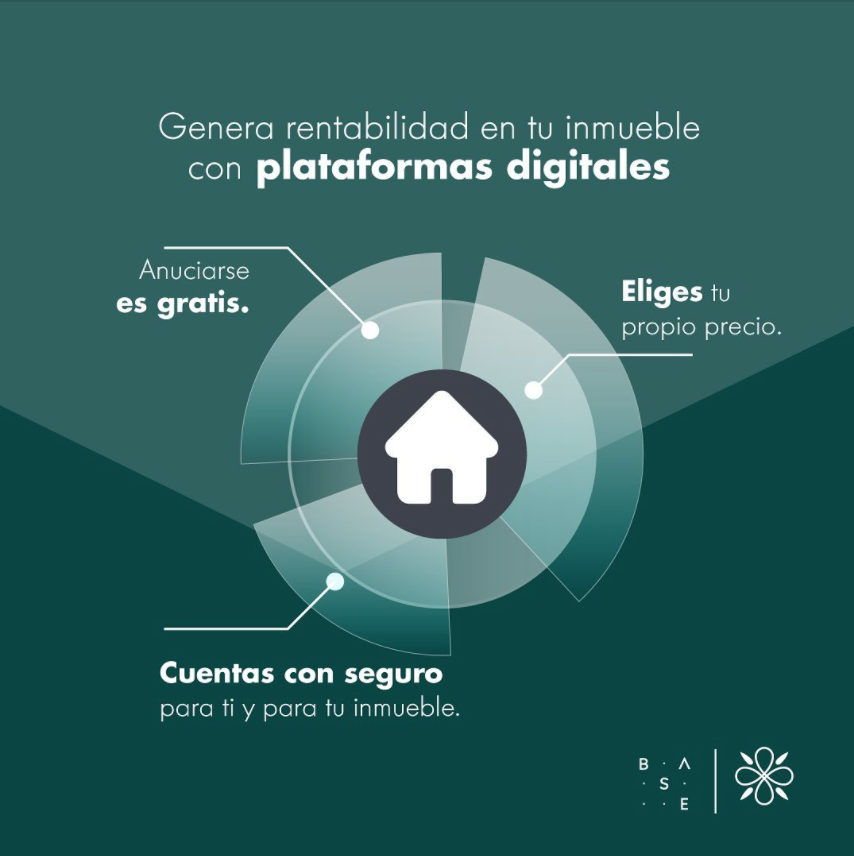 Genera rentabilidad en tu inmueble
con plataformas digitales
Anuciarse
es gratis.
Eliges tu
propio precio.
Cuentas con seguro
para ti y para tu inmueble.
B · A
· S ·
· · E